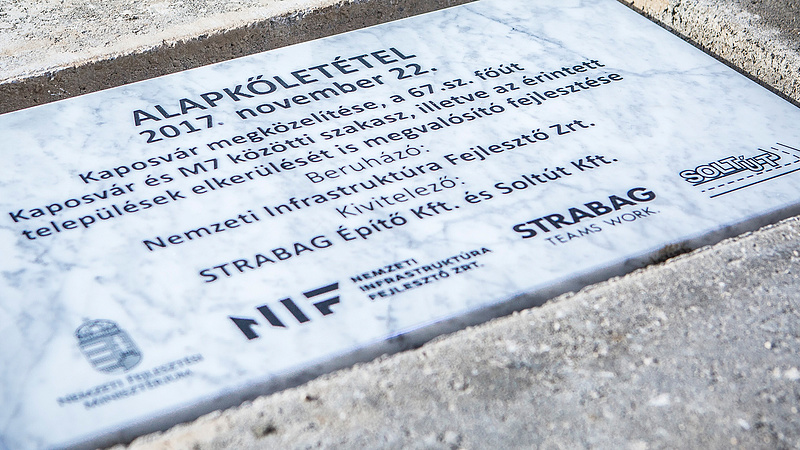 ALAPKŐLETÉTEL
2017. november 22.
Kaposvár megközelítése, a 67 .sz. főút
Kaposvár és M7 közötti szakasz, illetve az érintett
települések elkerülését is megvalósító fejlesztése
Beruházó:
Nemzeti Infrastruktúra Fejlesztő Zrt.
Kivitelező:
STRABAG Építő Kft. és Soltút Kft.
NEMZETI FEJLESZTÉSI
MINISZTÉRIUM
NIF
NEMZETI
INFRASTRUKTÚRA
FEJLESZTŐ ZRT.
STRABAG
TEAMS WORK.
SOLTÚT